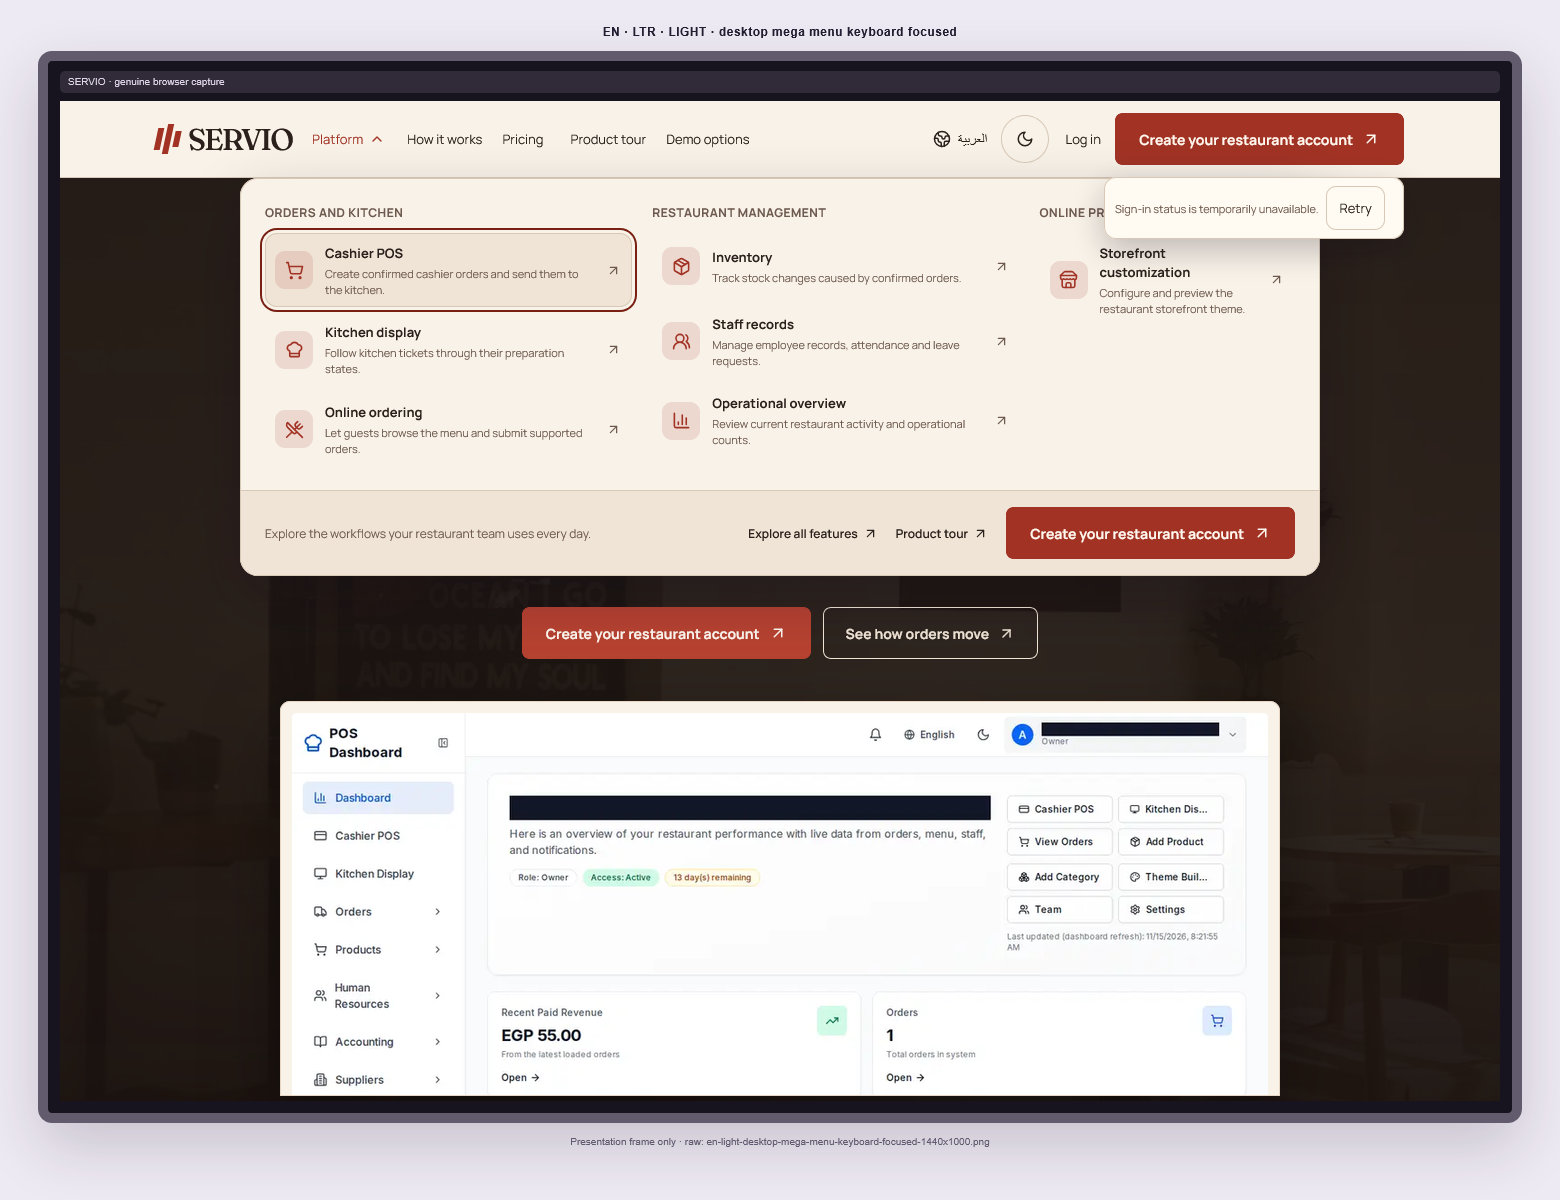 EN · LTR · LIGHT · desktop mega menu keyboard focused
SERVIO · genuine browser capture
SERVIO
Platform
How it works
Pricing
Product tour
Demo options
العربية
Log in
Create your restaurant account
Sign-in status is temporarily unavailable.
Retry
ORDERS AND KITCHEN
Cashier POS
Create confirmed cashier orders and send them to
the kitchen.
Kitchen display
Follow kitchen tickets through their preparation
states.
Online ordering
Let guests browse the menu and submit supported
orders.
RESTAURANT MANAGEMENT
Inventory
Track stock changes caused by confirmed orders.
Staff records
Manage employee records, attendance and leave
requests.
Operational overview
Review current restaurant activity and operational
counts.
ONLINE PR
Storefront
customization
Configure and preview the
restaurant storefront theme.
Explore the workflows your restaurant team uses every day.
Explore all features
Product tour
Create your restaurant account
GO
TO LOSE MY
AND FIND MY SOUL
Create your restaurant account
See how orders move
POS
Dashboard
English
A
Owner
Dashboard
Cashier POS
Kitchen Display
Orders
Products
Human
Resources
Accounting
Suppliers
Here is an overview of your restaurant performance with live data from orders, menu, staff,
and notifications.
Role: Owner
Access: Active
13 day(s) remaining
Cashier POS
Kitchen Dis...
View Orders
Add Product
Add Category
Theme Buil...
Team
Settings
Last updated (dashboard refresh): 11/15/2026, 8:21:55
AM
Recent Paid Revenue
EGP 55.00
From the latest loaded orders
Open →
Orders
1
Total orders in system
Open →
Presentation frame only · raw: en-light-desktop-mega-menu-keyboard-focused-1440x1000.png